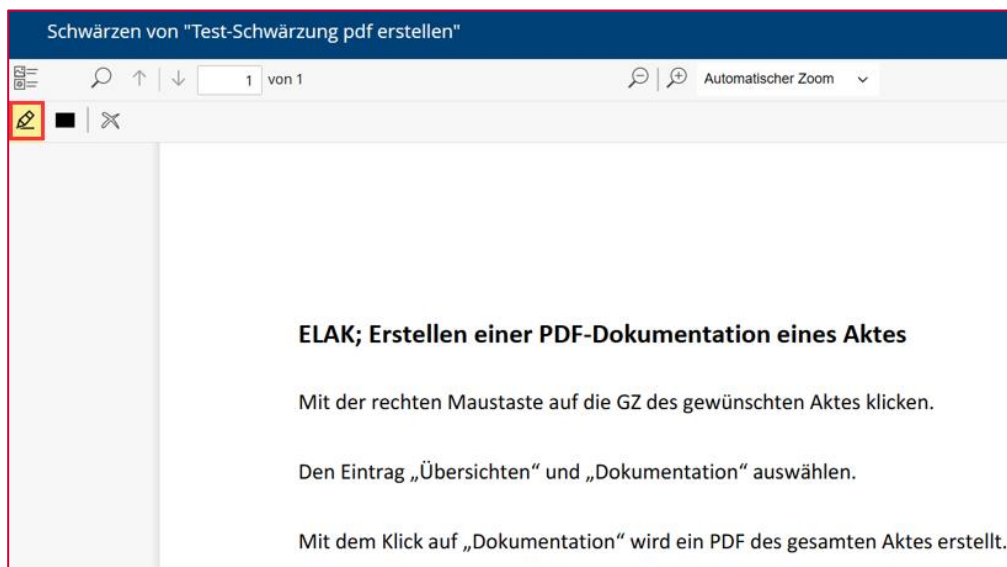 Schwärzen von "Test-Schwärzung pdf erstellen"
1 von 1 Automatischer Zoom
ELAK; Erstellen einer PDF-Dokumentation eines Aktes
Mit der rechten Maustaste auf die GZ des gewünschten Aktes klicken.
Den Eintrag „Übersichten“ und „Dokumentation“ auswählen.
Mit dem Klick auf „Dokumentation“ wird ein PDF des gesamten Aktes erstellt.